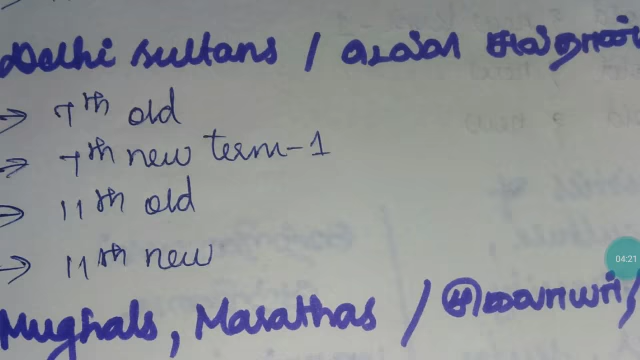 Delhi sultans / டெல்லி சுல்தான்
→ 7th old
→ 7th new term-1
→ 11th old
→ 11th new
Mughals, Marathas /
04:21